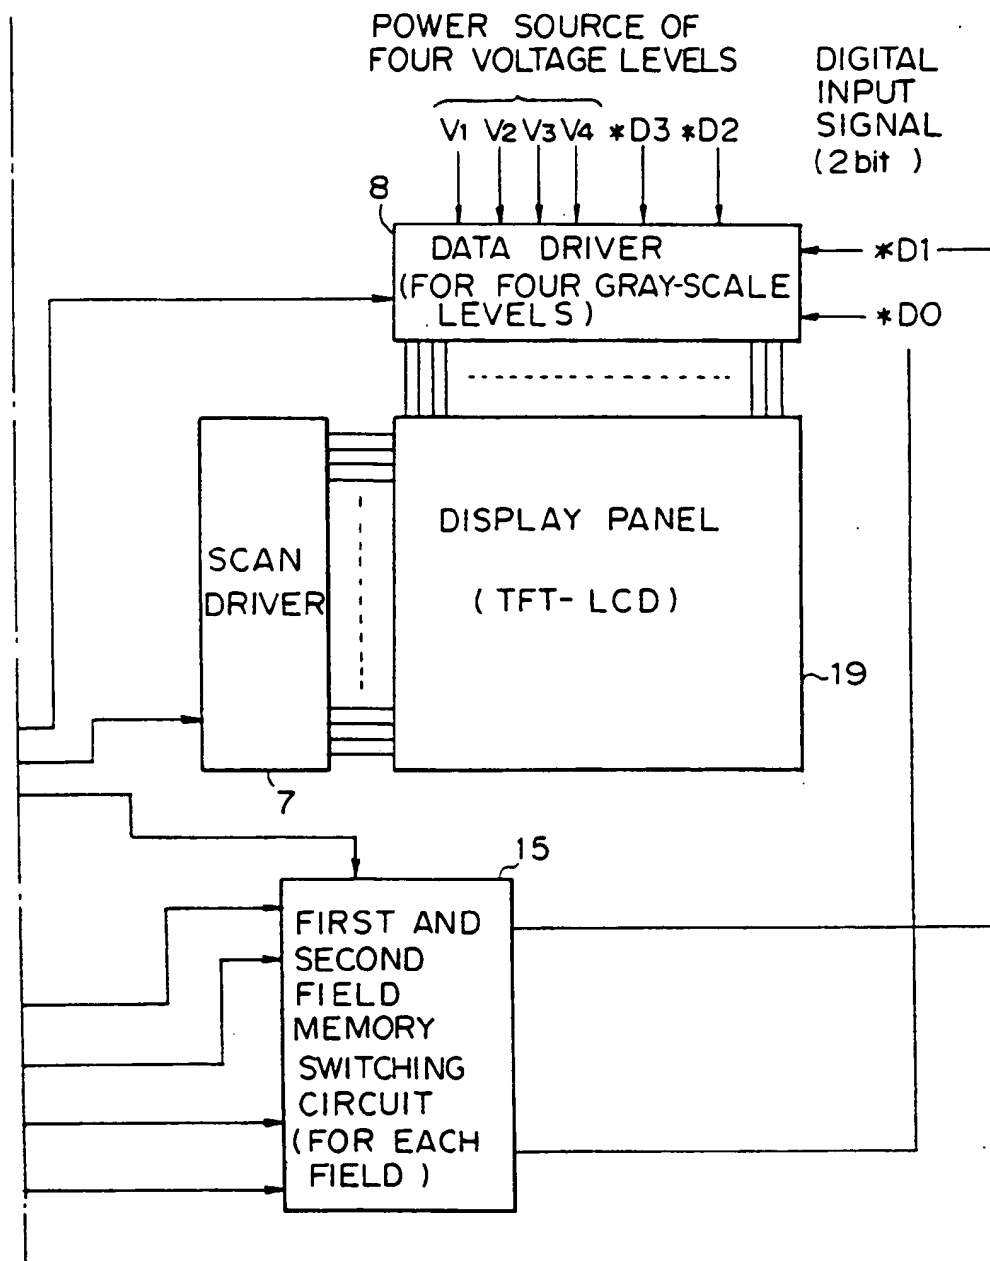 POWER SOURCE OF
FOUR VOLTAGE LEVELS
DIGITAL
INPUT
SIGNAL
(2bit )
V1 V2 V3 V4 *D3 *D2
8
DATA DRIVER
(FOR FOUR GRAY-SCALE
LEVELS)
*D1
*D0
SCAN
DRIVER
7
DISPLAY PANEL
(TFT-LCD)
19
15
FIRST AND
SECOND
FIELD
MEMORY
SWITCHING
CIRCUIT
(FOR EACH
FIELD )